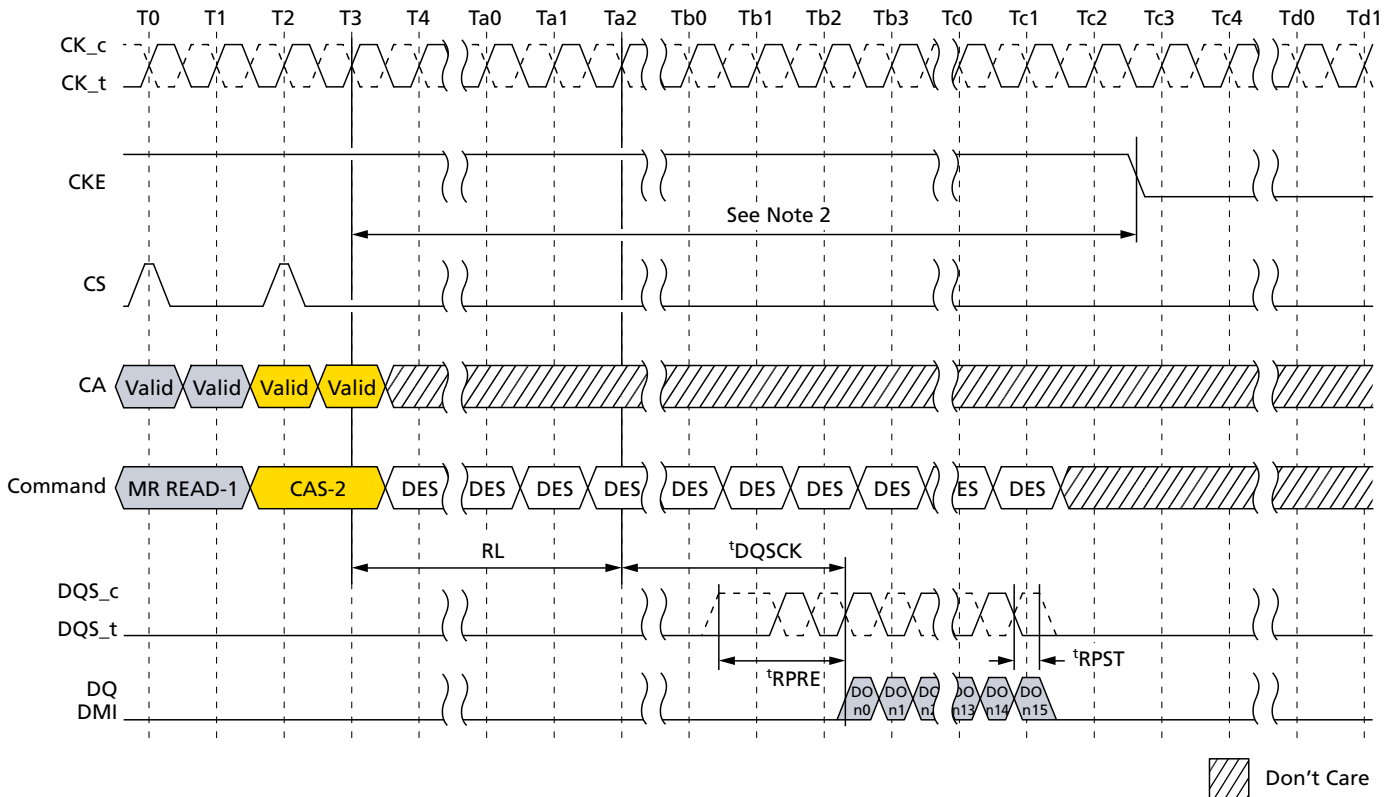 T0 T1 T2 T3 T4 Ta0 Ta1 Ta2 Tb0 Tb1 Tb2 Tb3 Tc0 Tc1 Tc2 Tc3 Tc4 Td0 Td1
CK_c
CK_t
CKE
See Note 2
CS
CA Valid Valid Valid Valid
Command MR READ-1 CAS-2 DES DES DES DES DES DES DES DES ES DES
RL tDQSCK
DQS_c
DQS_t
tRPRE tRPST
DQ DO DO DO DO DO DO
DMI n0 n1 n2 n13 n14 n15
Don't Care